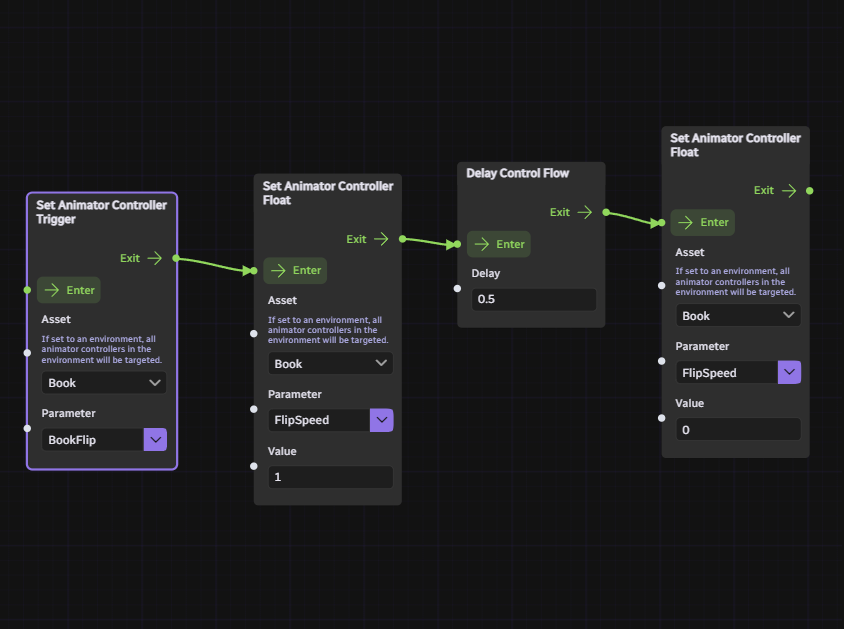 Set Animator Controller
Trigger
Exit
Enter
Asset
If set to an environment, all
animator controllers in the
environment will be targeted.
Book
Parameter
BookFlip
Set Animator Controller
Float
Exit
Enter
Asset
If set to an environment, all
animator controllers in the
environment will be targeted.
Book
Parameter
FlipSpeed
Value
1
Delay Control Flow
Exit
Enter
Delay
0.5
Set Animator Controller
Float
Exit
Enter
Asset
If set to an environment, all
animator controllers in the
environment will be targeted.
Book
Parameter
FlipSpeed
Value
0